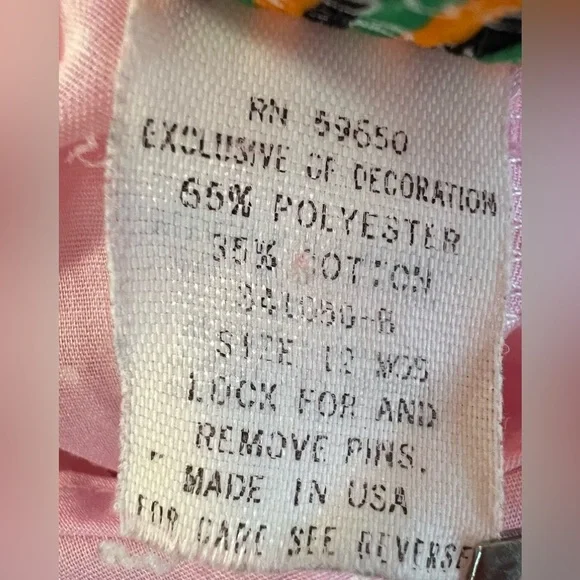 RN 59650
EXCLUSIVE OF DECORATION
65% POLYESTER
35% COTTON
SIZE 12 MOS
LOOK FOR AND
REMOVE PINS.
MADE IN USA
FOR CARE SEE REVERSE